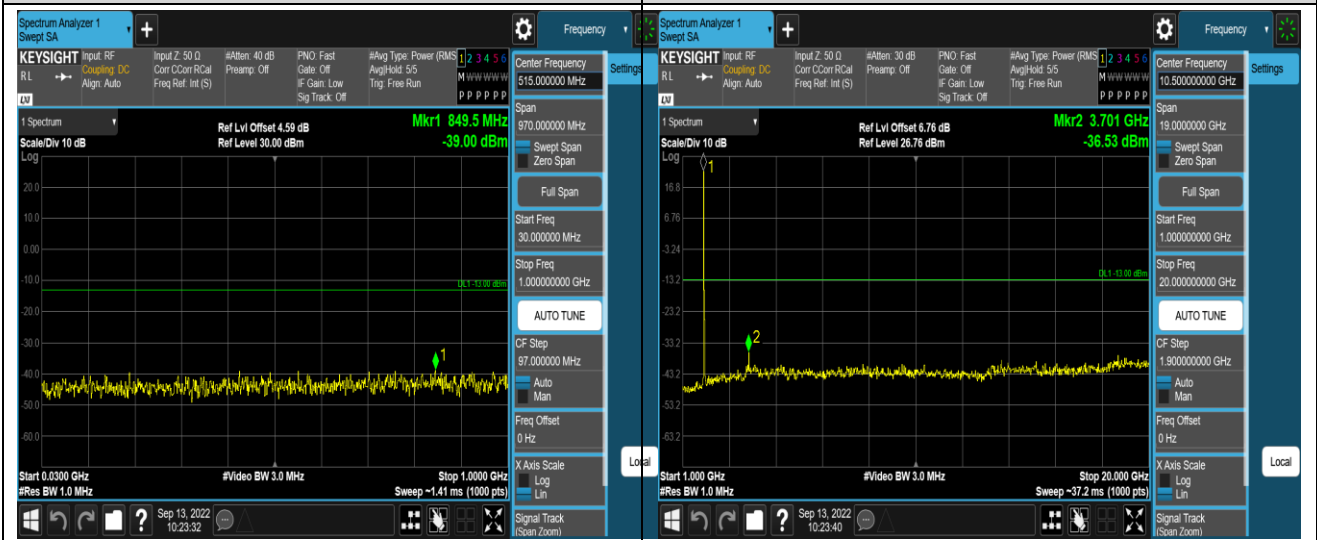 Spectrum Analyzer 1
Swept SA
+
Frequency
KEYSIGHT
RL
LXI
Input: RF
Coupling: DC
Align: Auto
Input Z: 50 Ω
Corr CCorr RCal
Freq Ref: Int (S)
#Atten: 40 dB
Preamp: Off
PNO: Fast
Gate: Off
IF Gain: Low
Sig Track: Off
#Avg Type: Power (RMS
Avg|Hold: 5/5
Trig: Free Run
1 2 3 4 5 6
M W W W W W
P P P P P P
Center Frequency
515.000000 MHz
Settings
1 Spectrum
Scale/Div 10 dB
Log
Ref Lvl Offset 4.59 dB
Ref Level 30.00 dBm
Mkr1 849.5 MHz
-39.00 dBm
20.0
10.0
0.00
-10.0
-20.0
-30.0
-40.0
-50.0
-60.0
DL1 -13.00 dBm
1
Span
970.000000 MHz
Swept Span
Zero Span
Full Span
Start Freq
30.000000 MHz
Stop Freq
1.000000000 GHz
AUTO TUNE
CF Step
97.000000 MHz
Auto
Man
Freq Offset
0 Hz
X Axis Scale
Log
Lin
Signal Track
(Span Zoom)
Local
Start 0.0300 GHz
#Res BW 1.0 MHz
#Video BW 3.0 MHz
Stop 1.0000 GHz
Sweep ~1.41 ms (1000 pts)
?
Sep 13, 2022
10:23:32
Spectrum Analyzer 1
Swept SA
+
Frequency
KEYSIGHT
RL
LXI
Input: RF
Coupling: DC
Align: Auto
Input Z: 50 Ω
Corr CCorr RCal
Freq Ref: Int (S)
#Atten: 30 dB
Preamp: Off
PNO: Fast
Gate: Off
IF Gain: Low
Sig Track: Off
#Avg Type: Power (RMS
Avg|Hold: 5/5
Trig: Free Run
1 2 3 4 5 6
M W W W W W
P P P P P P
Center Frequency
10.500000000 GHz
Settings
1 Spectrum
Scale/Div 10 dB
Log
Ref Lvl Offset 6.76 dB
Ref Level 26.76 dBm
Mkr2 3.701 GHz
-36.53 dBm
16.8
6.76
-3.24
-13.2
-23.2
-33.2
-43.2
-53.2
-63.2
DL1 -13.00 dBm
1
2
Span
19.0000000 GHz
Swept Span
Zero Span
Full Span
Start Freq
1.000000000 GHz
Stop Freq
20.000000000 GHz
AUTO TUNE
CF Step
1.900000000 GHz
Auto
Man
Freq Offset
0 Hz
X Axis Scale
Log
Lin
Signal Track
(Span Zoom)
Local
Start 1.000 GHz
#Res BW 1.0 MHz
#Video BW 3.0 MHz
Stop 20.000 GHz
Sweep ~37.2 ms (1000 pts)
?
Sep 13, 2022
10:23:40